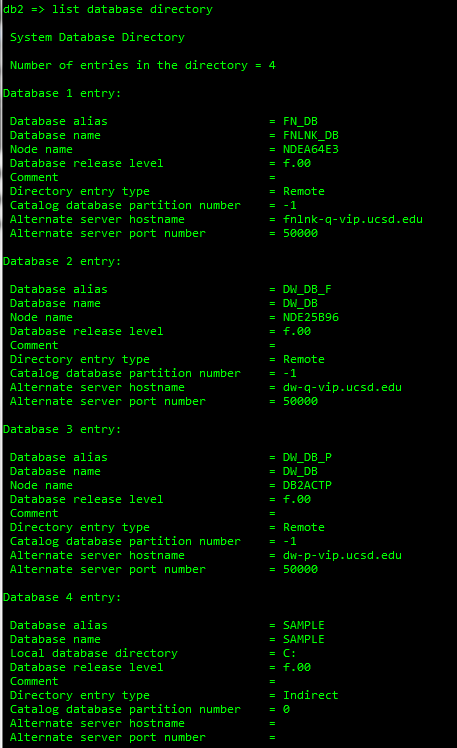 db2 => list database directory
System Database Directory
Number of entries in the directory = 4
Database 1 entry:
Database alias = FN_DB
Database name = FNLNK_DB
Node name = NDEA64E3
Database release level = f.00
Comment =
Directory entry type = Remote
Catalog database partition number = -1
Alternate server hostname = fnlnk-q-vip.ucsd.edu
Alternate server port number = 50000
Database 2 entry:
Database alias = DW_DB_F
Database name = DW_DB
Node name = NDE25B96
Database release level = f.00
Comment =
Directory entry type = Remote
Catalog database partition number = -1
Alternate server hostname = dw-q-vip.ucsd.edu
Alternate server port number = 50000
Database 3 entry:
Database alias = DW_DB_P
Database name = DW_DB
Node name = DB2ACTP
Database release level = f.00
Comment =
Directory entry type = Remote
Catalog database partition number = -1
Alternate server hostname = dw-p-vip.ucsd.edu
Alternate server port number = 50000
Database 4 entry:
Database alias = SAMPLE
Database name = SAMPLE
Local database directory = C:
Database release level = f.00
Comment =
Directory entry type = Indirect
Catalog database partition number = 0
Alternate server hostname =
Alternate server port number =